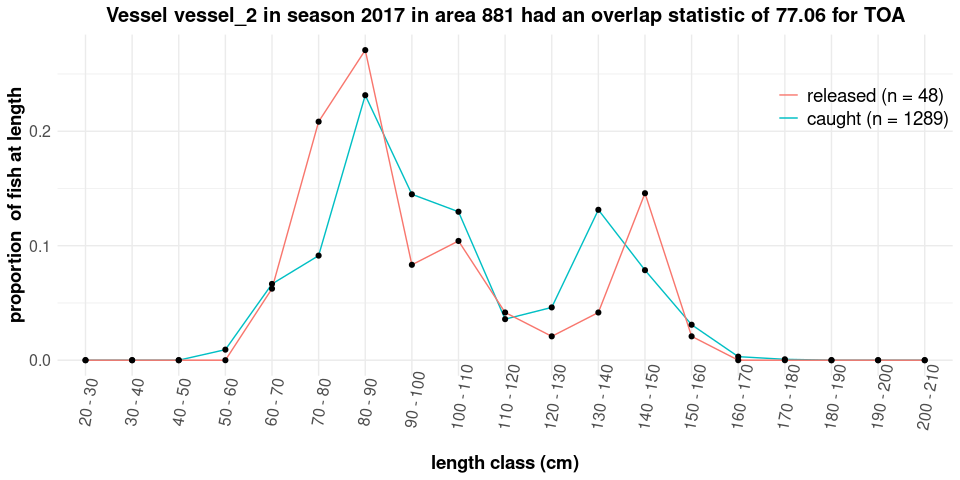 Vessel vessel_2 in season 2017 in area 881 had an overlap statistic of 77.06 for TOA
proportion  of fish at length
0.2
0.1
0.0
released (n = 48)
caught (n = 1289)
20 - 30
30 - 40
40 - 50
50 - 60
60 - 70
70 - 80
80 - 90
90 - 100
100 - 110
110 - 120
120 - 130
130 - 140
140 - 150
150 - 160
160 - 170
170 - 180
180 - 190
190 - 200
200 - 210
length class (cm)